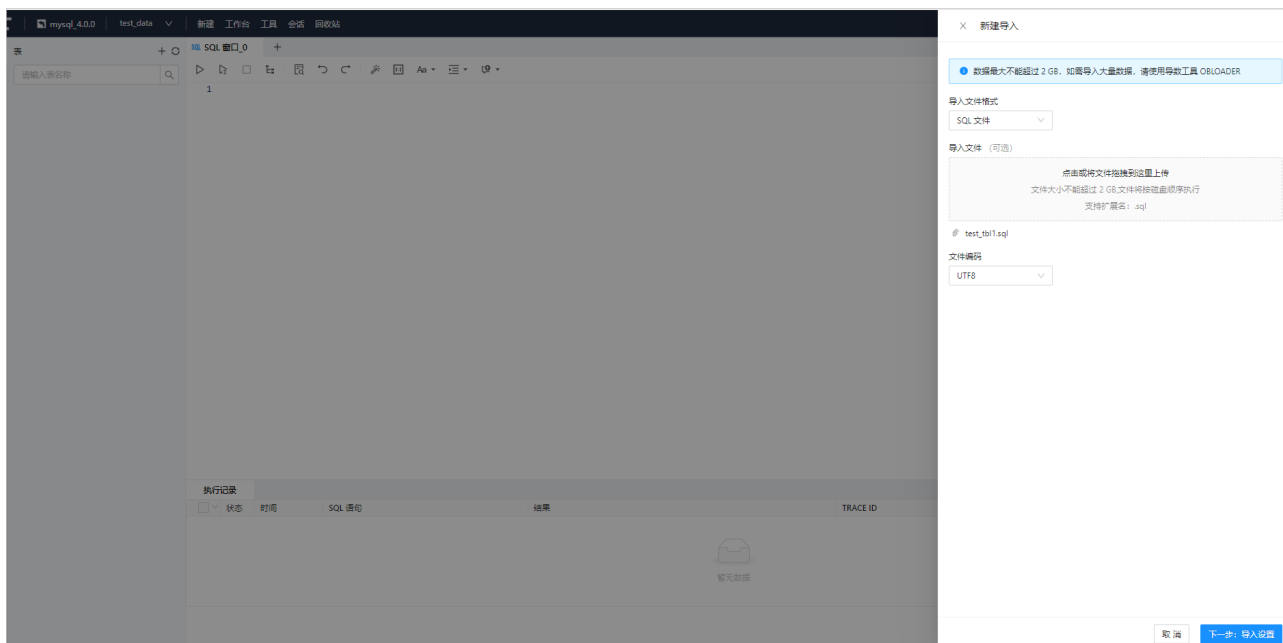 mysql_4.0.0 test_data 新建 工作台 工具 会话 回收站
表
请输入表名称
SQL SQL 窗口_0 +
Aa
1
执行记录
状态 时间 SQL 语句 结果 TRACE ID
暂无数据
新建导入
数据最大不能超过 2 GB，如需导入大量数据，请使用导数工具 OBLOADER
导入文件格式
SQL 文件
导入文件 (可选)
点击或将文件拖拽到这里上传
文件大小不能超过 2 GB,文件将按磁盘顺序执行
支持扩展名：.sql
test_tbl1.sql
文件编码
UTF8
取 消 下一步：导入设置